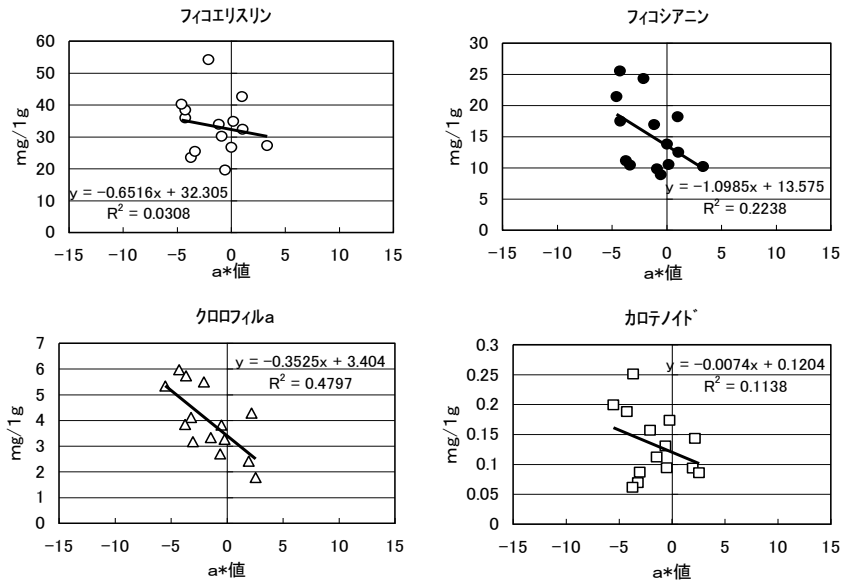 フィコエリスリン
60
50
40
30
20
10
0
mg/1g
y = −0.6516x + 32.305
R² = 0.0308
−15 −10 −5 0 5 10 15
a*値
フィコシアニン
30
25
20
15
10
5
0
mg/1g
y = −1.0985x + 13.575
R² = 0.2238
−15 −10 −5 0 5 10 15
a*値
クロロフィルa
7
6
5
4
3
2
1
0
mg/1g
y = −0.3525x + 3.404
R² = 0.4797
−15 −10 −5 0 5 10 15
a*値
カロテノイド
0.3
0.25
0.2
0.15
0.1
0.05
0
mg/1g
y = −0.0074x + 0.1204
R² = 0.1138
−15 −10 −5 0 5 10 15
a*値